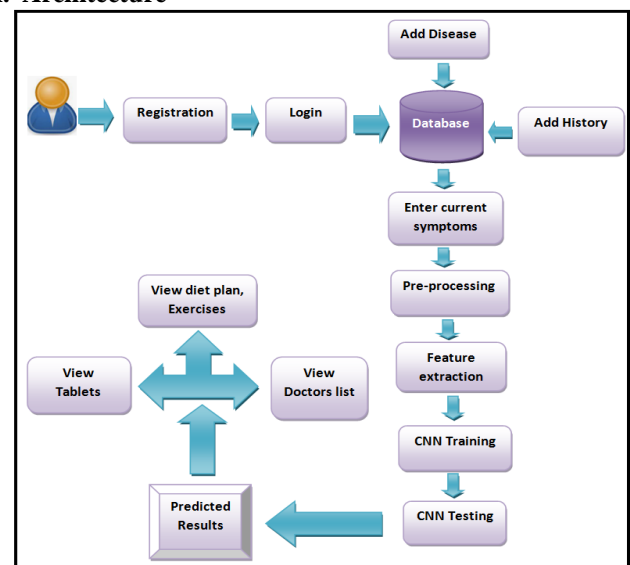 Architecture
Add Disease
Registration
Login
Database
Add History
Enter current
symptoms
Pre-processing
View diet plan,
Exercises
Feature
extraction
View
Tablets
View
Doctors list
CNN Training
Predicted
Results
CNN Testing